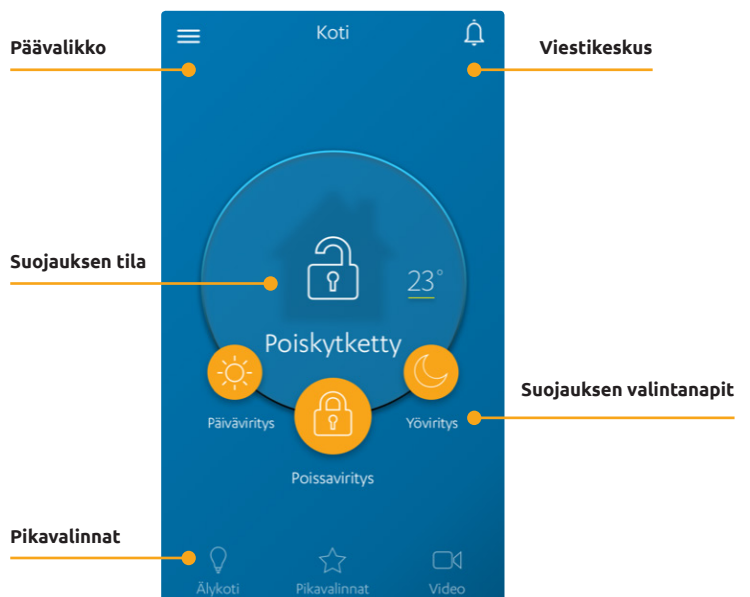 Koti
Päävalikko
Viestikeskus
Suojauksen tila
23°
Poiskytketty
Suojauksen valintanapit
Päiväviritys
Yöviritys
Poissaviritys
Pikavalinnat
Älykoti
Pikavalinnat
Video